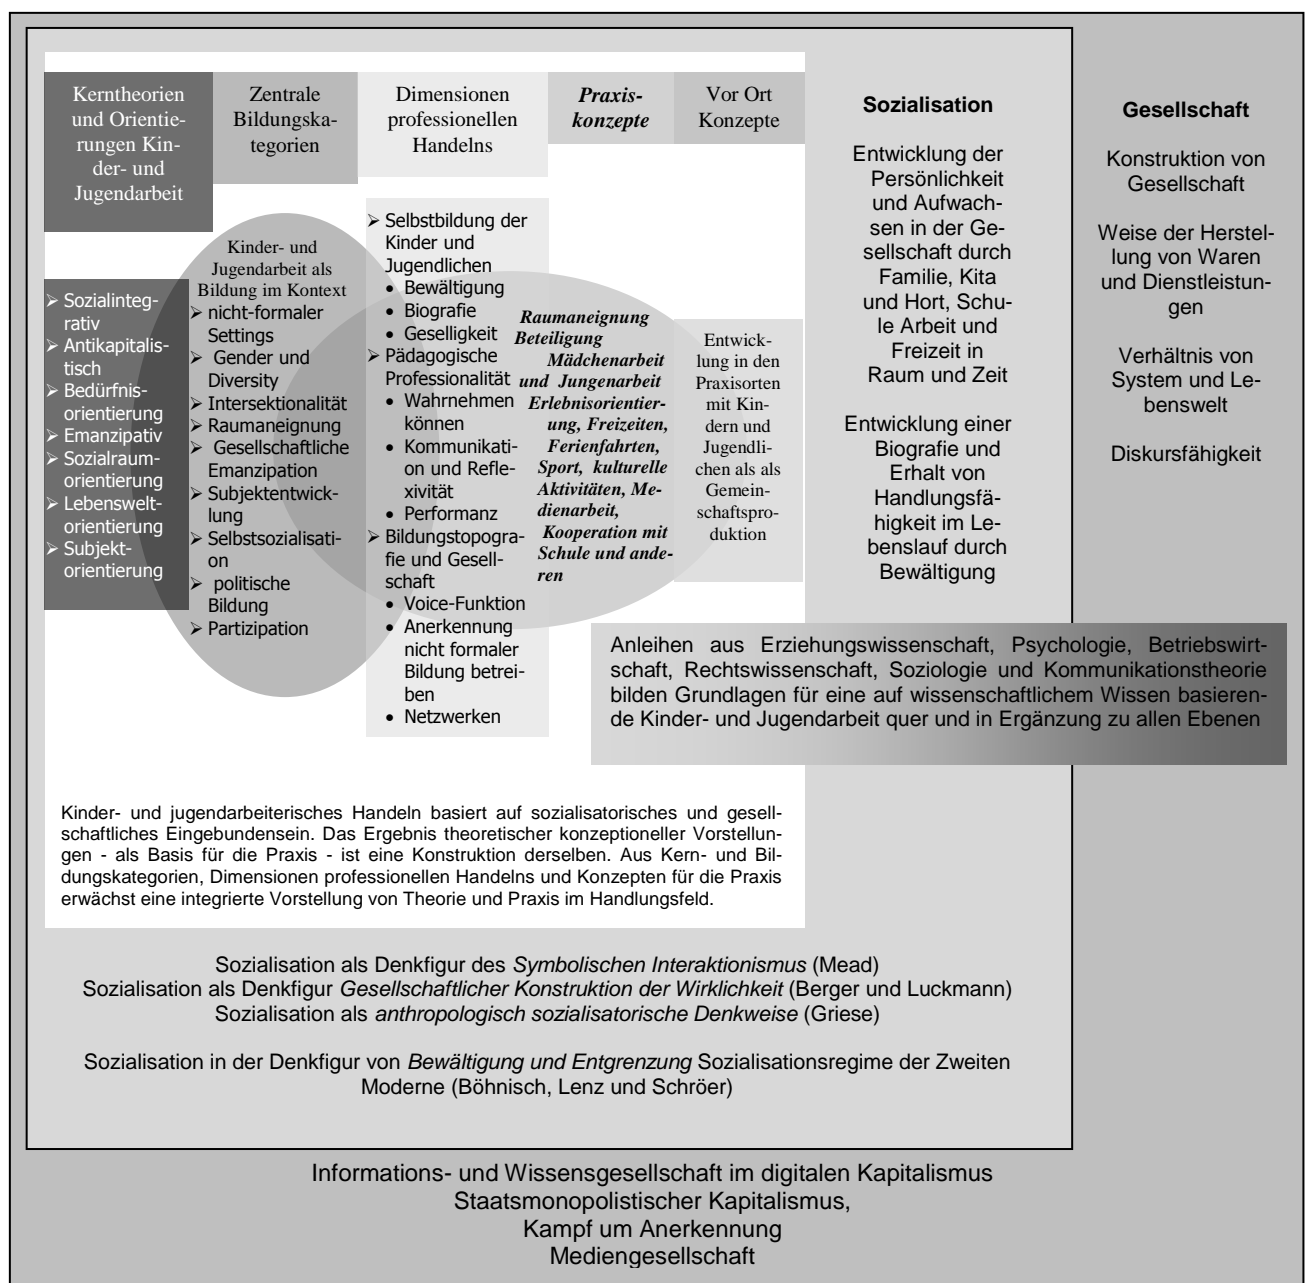 Kerntheorien
und Orientie-
rungen Kin-
der- und
Jugendarbeit
Zentrale
Bildungska-
tegorien
Dimensionen
professionellen
Handelns
Praxis-
konzepte
Vor Ort
Konzepte
Sozialisation
Entwicklung der
Persönlichkeit
und Aufwach-
sen in der Ge-
sellschaft durch
Familie, Kita
und Hort, Schu-
le Arbeit und
Freizeit in
Raum und Zeit
Entwicklung einer
Biografie und
Erhalt von
Handlungsfä-
higkeit im Le-
benslauf durch
Bewältigung
Gesellschaft
Konstruktion von
Gesellschaft
Weise der Herstel-
lung von Waren
und Dienstleistun-
gen
Verhältnis von
System und Le-
benswelt
Diskursfähigkeit
➢ Sozialinteg-
rativ
➢ Antikapitalis-
tisch
➢ Bedürfnis-
orientierung
➢ Emanzipativ
➢ Sozialraum-
orientierung
➢ Lebenswelt-
orientierung
➢ Subjekt-
orientierung
Kinder- und
Jugendarbeit als
Bildung im Kontext
➢ nicht-formaler
Settings
➢ Gender und
Diversity
➢ Intersektionalität
➢ Raumaneignung
➢ Gesellschaftliche
Emanzipation
➢ Subjektentwick-
lung
➢ Selbstsozialisati-
on
➢ politische
Bildung
➢ Partizipation
➢ Selbstbildung der
Kinder und
Jugendlichen
• Bewältigung
• Biografie
• Geselligkeit
➢ Pädagogische
Professionalität
• Wahrnehmen
können
• Kommunikati-
on und Refle-
xivität
• Performanz
➢ Bildungstopogra-
fie und Gesell-
schaft
• Voice-Funktion
• Anerkennung
nicht formaler
Bildung betrei-
ben
• Netzwerken
Raumaneignung
Beteiligung
Mädchenarbeit
und Jungenarbeit
Erlebnisorientier-
ung, Freizeiten,
Ferienfahrten,
Sport, kulturelle
Aktivitäten, Me-
dienarbeit,
Kooperation mit
Schule und ande-
ren
Entwick-
lung in den
Praxisorten
mit Kin-
dern und
Jugendli-
chen als als
Gemein-
schaftspro-
duktion
Anleihen aus Erziehungswissenschaft, Psychologie, Betriebswirt-
schaft, Rechtswissenschaft, Soziologie und Kommunikationstheorie
bilden Grundlagen für eine auf wissenschaftlichem Wissen basieren-
de Kinder- und Jugendarbeit quer und in Ergänzung zu allen Ebenen
Kinder- und jugendarbeiterisches Handeln basiert auf sozialisatorisches und gesell-
schaftliches Eingebundensein. Das Ergebnis theoretischer konzeptioneller Vorstellun-
gen - als Basis für die Praxis - ist eine Konstruktion derselben. Aus Kern- und Bil-
dungskategorien, Dimensionen professionellen Handelns und Konzepten für die Praxis
erwächst eine integrierte Vorstellung von Theorie und Praxis im Handlungsfeld.
Sozialisation als Denkfigur des Symbolischen Interaktionismus (Mead)
Sozialisation als Denkfigur Gesellschaftlicher Konstruktion der Wirklichkeit (Berger und Luckmann)
Sozialisation als anthropologisch sozialisatorische Denkweise (Griese)
Sozialisation in der Denkfigur von Bewältigung und Entgrenzung Sozialisationsregime der Zweiten
Moderne (Böhnisch, Lenz und Schröer)
Informations- und Wissensgesellschaft im digitalen Kapitalismus
Staatsmonopolistischer Kapitalismus,
Kampf um Anerkennung
Mediengesellschaft